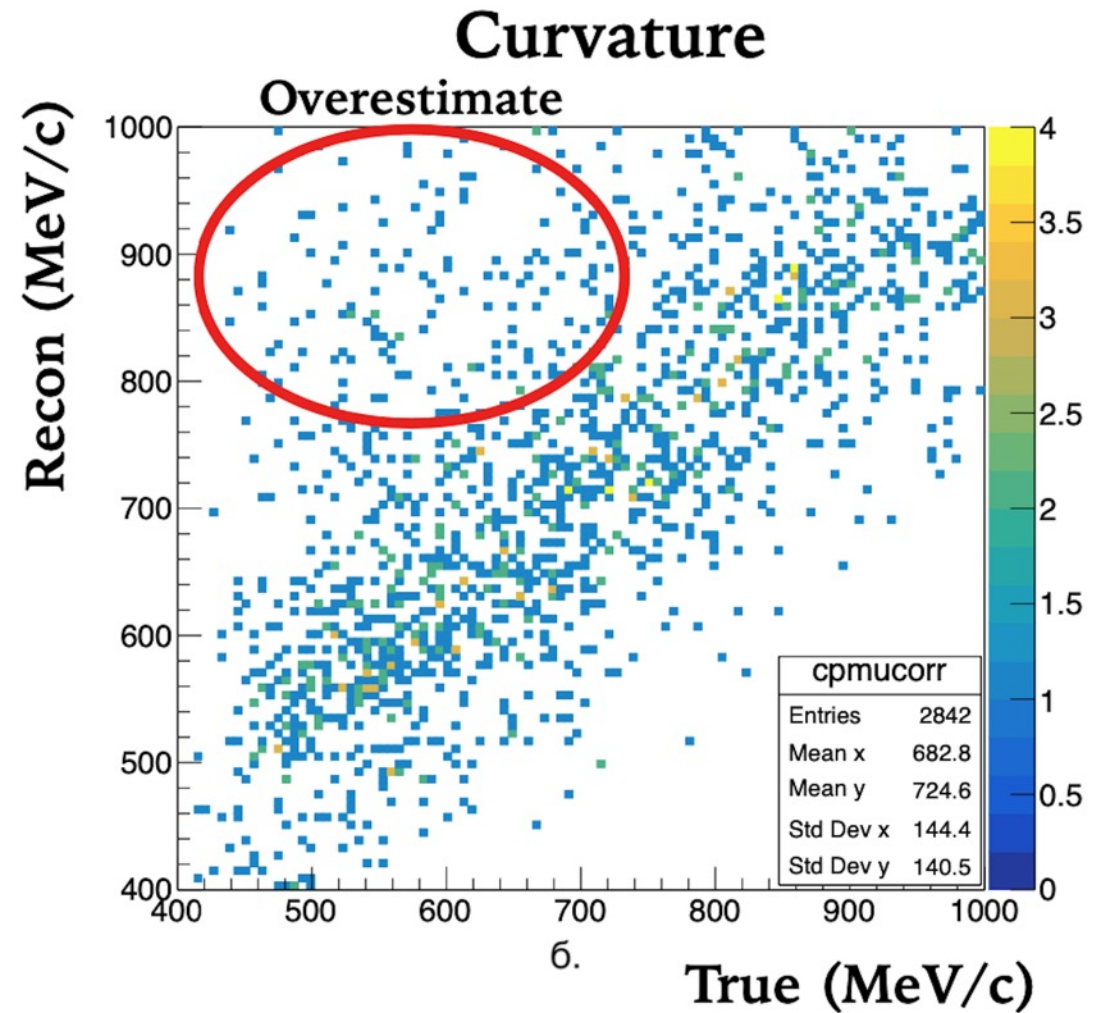 Curvature
Overestimate
Recon (MeV/c)
1000
900
800
700
600
500
400
400 500 600 700 800 900 1000
4
3.5
3
2.5
2
1.5
1
0.5
0
cpmucorr
Entries 2842
Mean x 682.8
Mean y 724.6
Std Dev x 144.4
Std Dev y 140.5
б.
True (MeV/c)